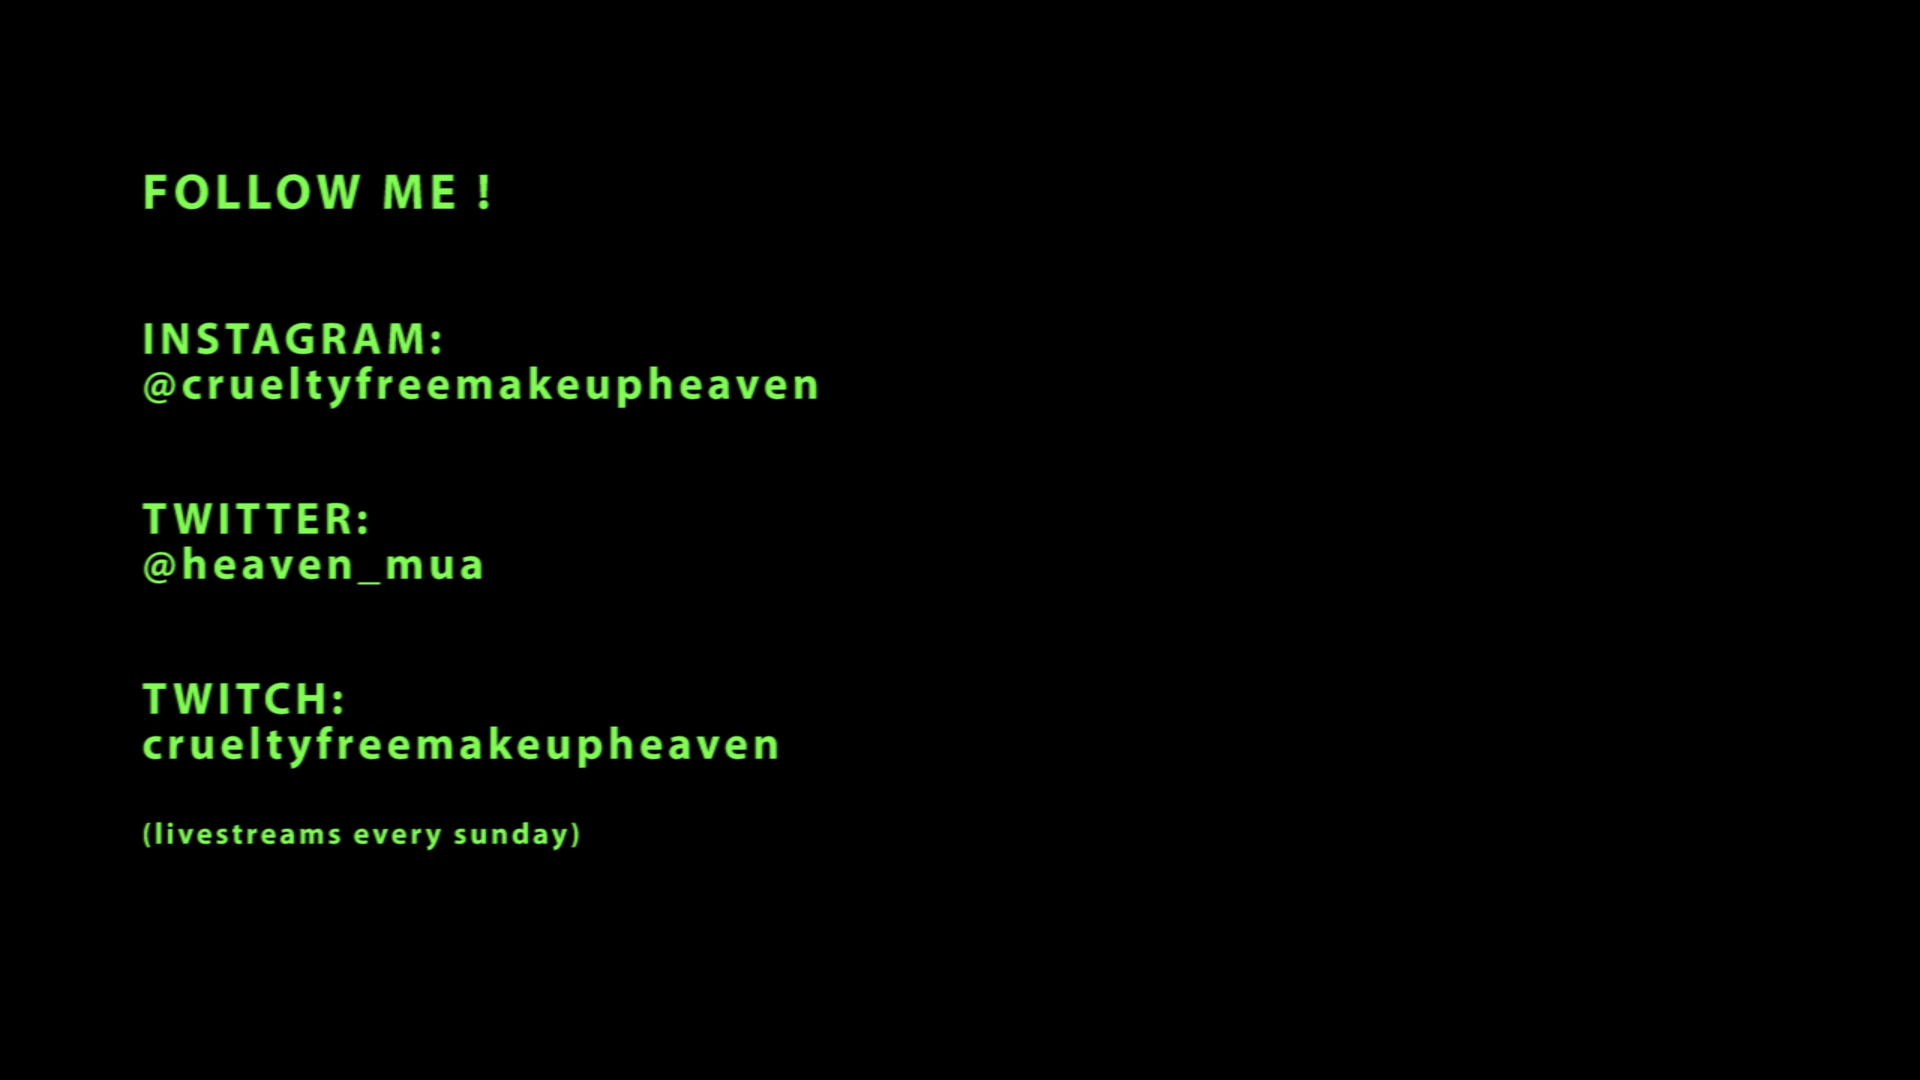 FOLLOW ME !
INSTAGRAM:
@crueltyfreemakeupheaven
TWITTER:
@heaven_mua
TWITCH:
crueltyfreemakeupheaven
(livestreams every sunday)